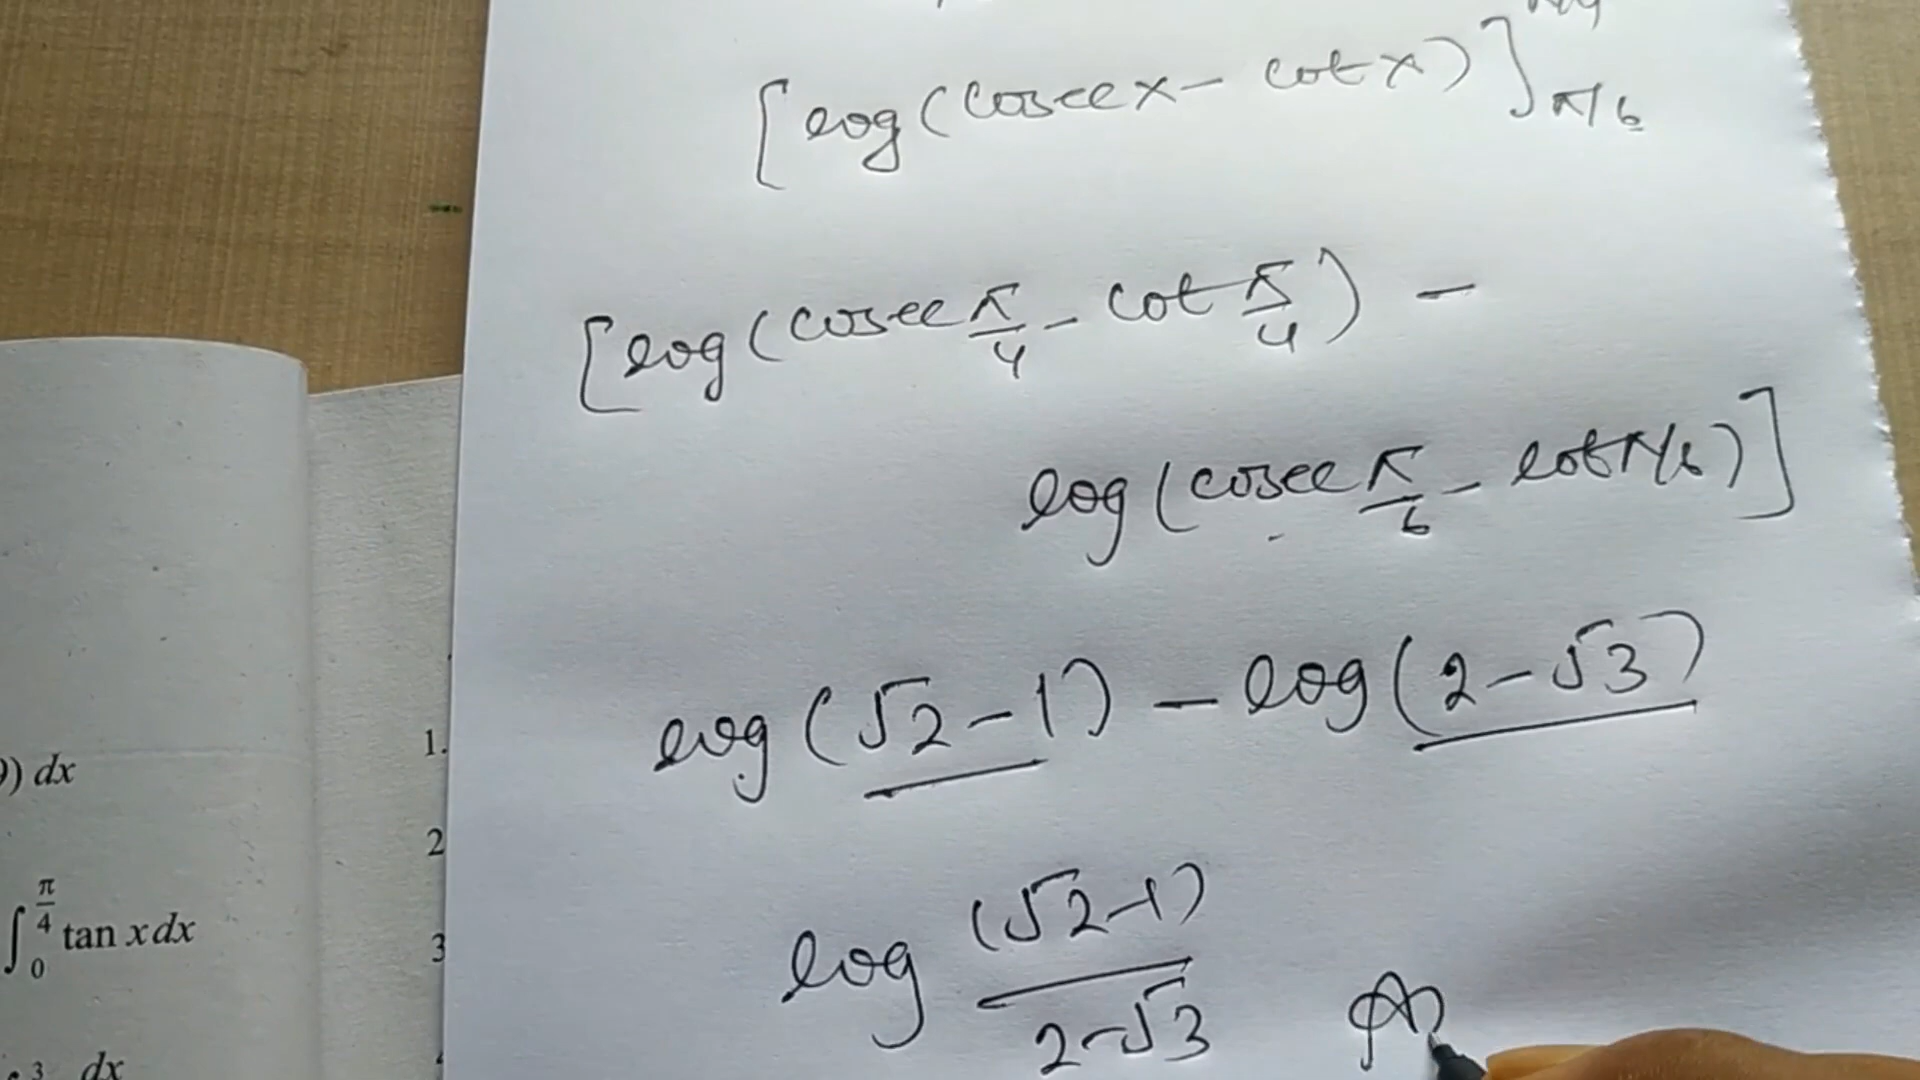 [log(cosec x - cot x)]π/6
[log(cosec π/4 - cot π/4) -
log(cosec π/6 - cot π/6)]
log(√2-1) - log(2-√3)
log (√2-1)/2-√3
dx
∫0 π/4 tan x dx
3 dx
1.
2
3